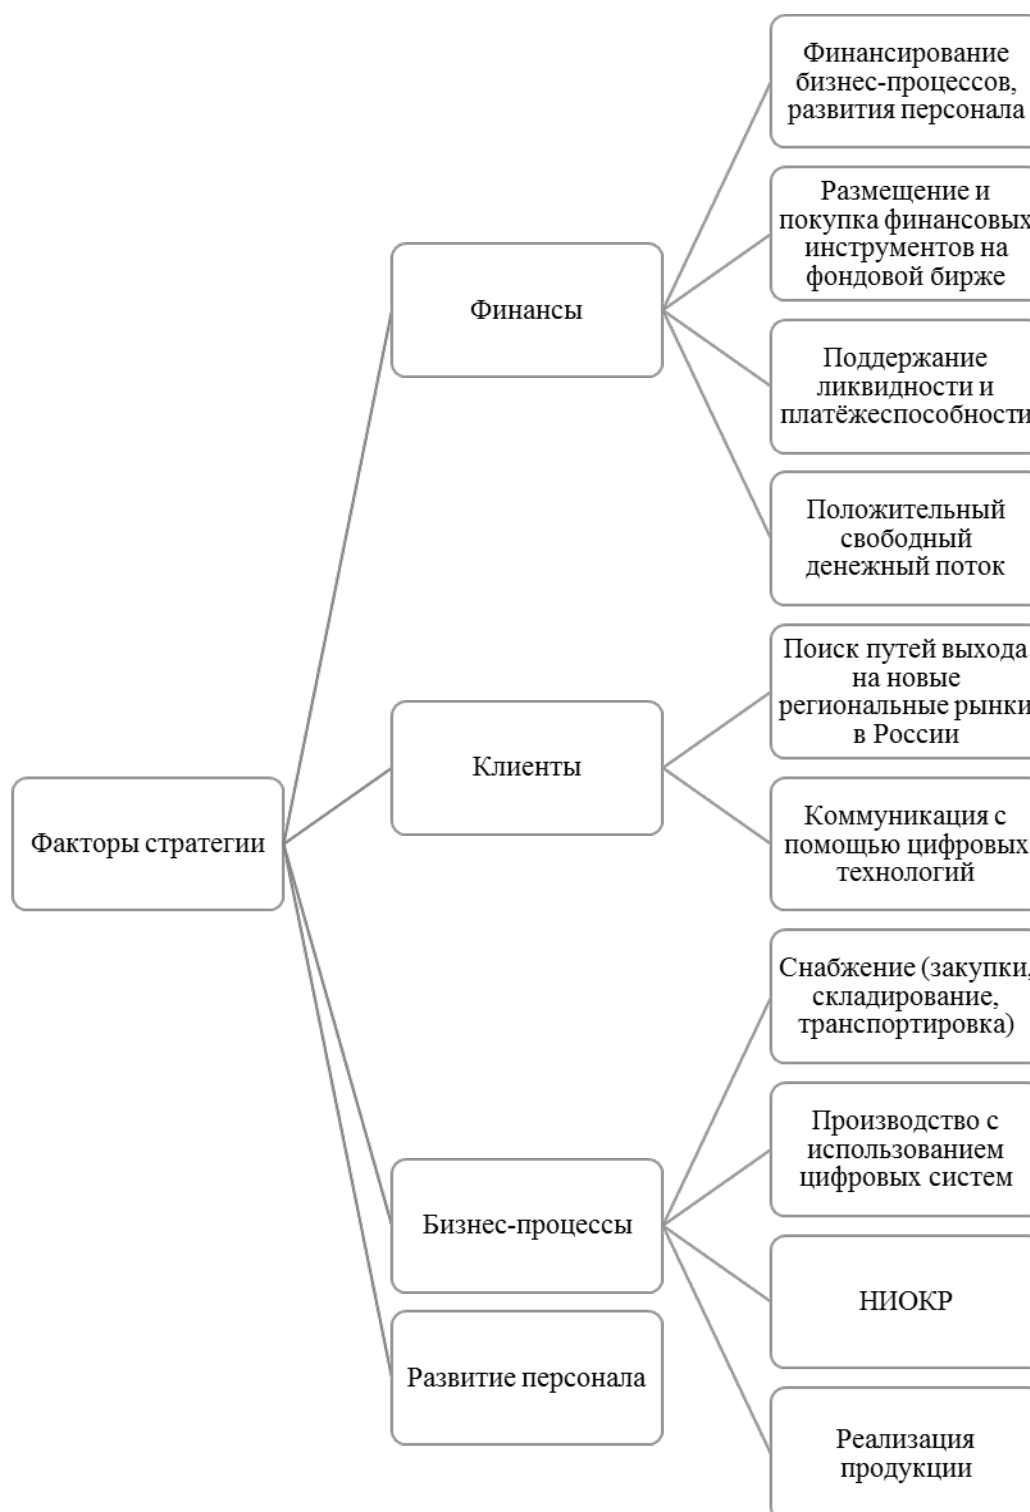 Финансирование
бизнес-процессов,
развития персонала
Размещение и
покупка финансовых
инструментов на
фондовой бирже
Финансы
Поддержание
ликвидности и
платёжеспособности
Положительный
свободный
денежный поток
Поиск путей выхода
на новые
региональные рынки
в России
Клиенты
Факторы стратегии
Коммуникация с
помощью цифровых
технологий
Снабжение (закупки,
складирование,
транспортировка)
Производство с
использованием
цифровых систем
Бизнес-процессы
НИОКР
Развитие персонала
Реализация
продукции